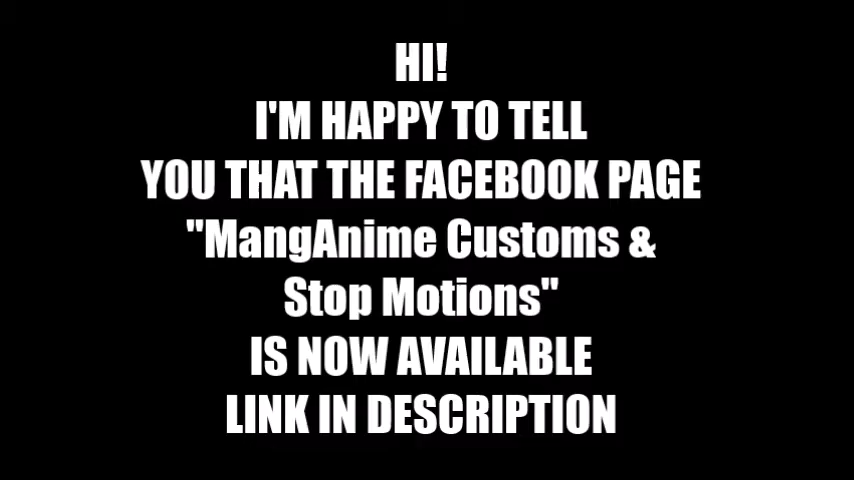 HI!
I'M HAPPY TO TELL
YOU THAT THE FACEBOOK PAGE
"MangAnime Customs &
Stop Motions"
IS NOW AVAILABLE
LINK IN DESCRIPTION